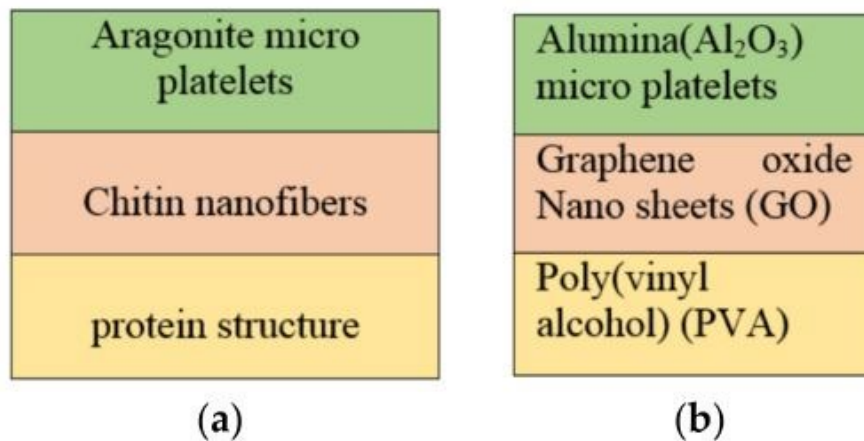 Aragonite micro
platelets
Chitin nanofibers
protein structure
(a)
Alumina(Al₂O₃)
micro platelets
Graphene oxide
Nano sheets (GO)
Poly(vinyl
alcohol) (PVA)
(b)